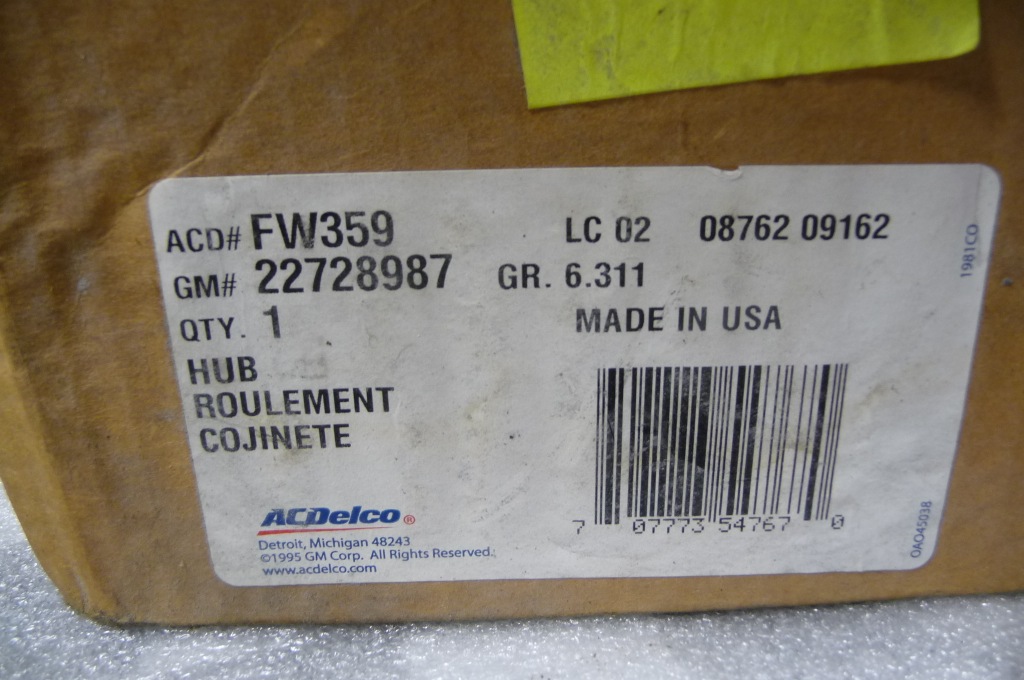 ACD# FW359 LC 02 08762 09162
GM# 22728987 GR. 6.311
QTY. 1 MADE IN USA
HUB
ROULEMENT
COJINETE
1981CO
7 07773 54767 0
ACDelco®
Detroit, Michigan 48243
©1995 GM Corp. All Rights Reserved.
www.acdelco.com
OAO45038